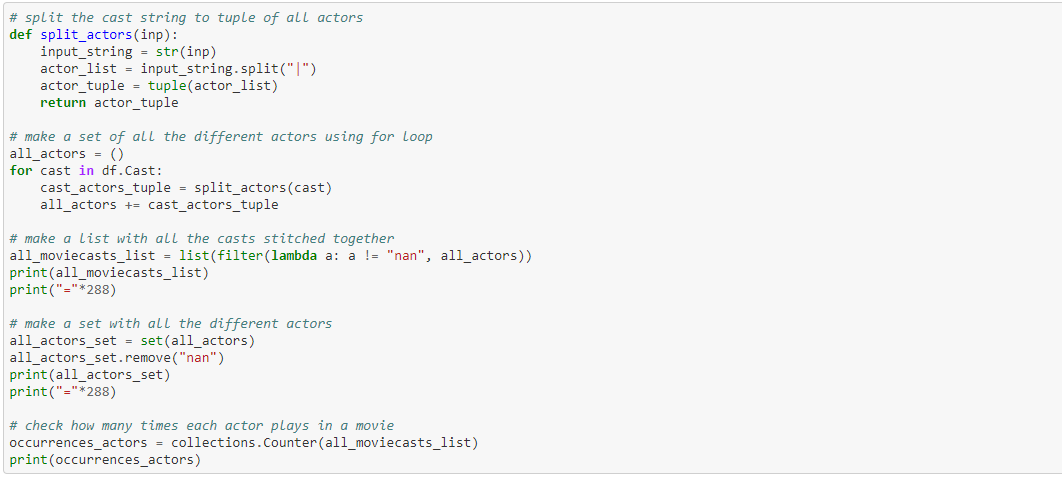 # split the cast string to tuple of all actors
def split_actors(inp):
    input_string = str(inp)
    actor_list = input_string.split("|")
    actor_tuple = tuple(actor_list)
    return actor_tuple

# make a set of all the different actors using for loop
all_actors = ()
for cast in df.Cast:
    cast_actors_tuple = split_actors(cast)
    all_actors += cast_actors_tuple

# make a list with all the casts stitched together
all_moviecasts_list = list(filter(lambda a: a != "nan", all_actors))
print(all_moviecasts_list)
print("="*288)

# make a set with all the different actors
all_actors_set = set(all_actors)
all_actors_set.remove("nan")
print(all_actors_set)
print("="*288)

# check how many times each actor plays in a movie
occurrences_actors = collections.Counter(all_moviecasts_list)
print(occurrences_actors)